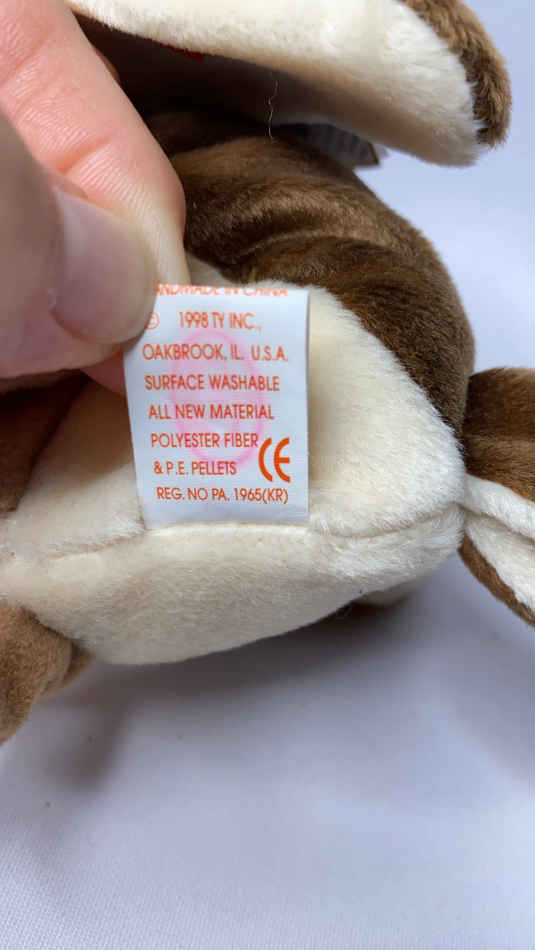 HANDMADE IN CHINA
© 1998 TY INC.,
OAKBROOK, IL. U.S.A.
SURFACE WASHABLE
ALL NEW MATERIAL
POLYESTER FIBER
& P.E. PELLETS CE
REG. NO PA. 1965(KR)